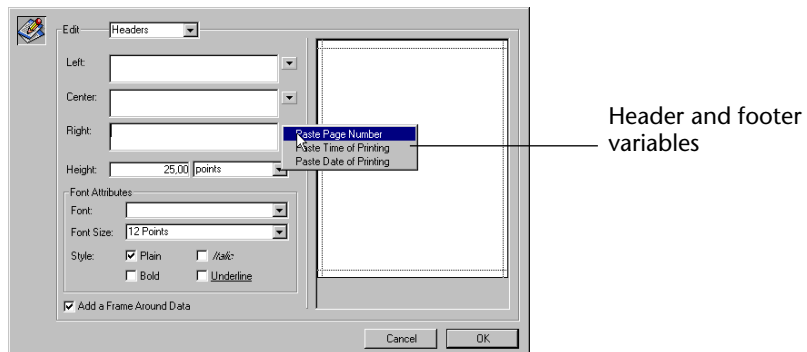 Edit Headers
Left:
Center:
Right:
Paste Page Number
Paste Time of Printing
Paste Date of Printing
Height: 25,00 points
Font Attributes
Font:
Font Size: 12 Points
Style: Plain Italic
Bold Underline
Add a Frame Around Data
Cancel OK
Header and footer
variables